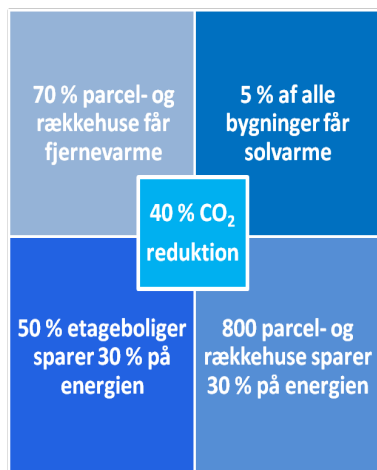 70 % parcel- og
rækkehuse får
fjernevarme
5 % af alle
bygninger får
solvarme
40 % CO₂
reduktion
50 % etageboliger
sparer 30 % på
energien
800 parcel- og
rækkehuse sparer
30 % på energien